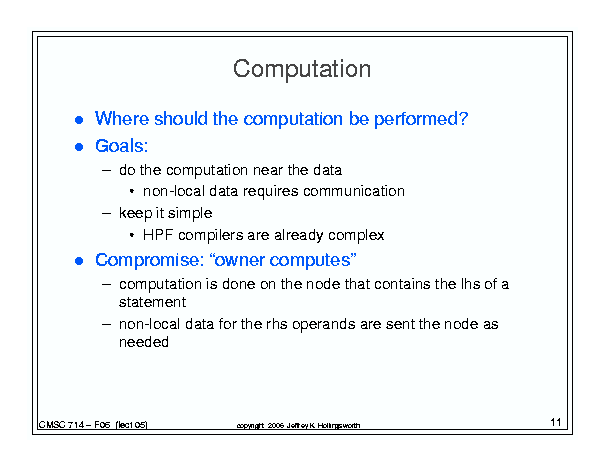 Computation
● Where should the computation be performed?
● Goals:
– do the computation near the data
• non-local data requires communication
– keep it simple
• HPF compilers are already complex
● Compromise: “owner computes”
– computation is done on the node that contains the lhs of a
statement
– non-local data for the rhs operands are sent the node as
needed
CMSC 714 – F06 (lect05)
copyright 2006 Jeffrey K. Hollingsworth
11